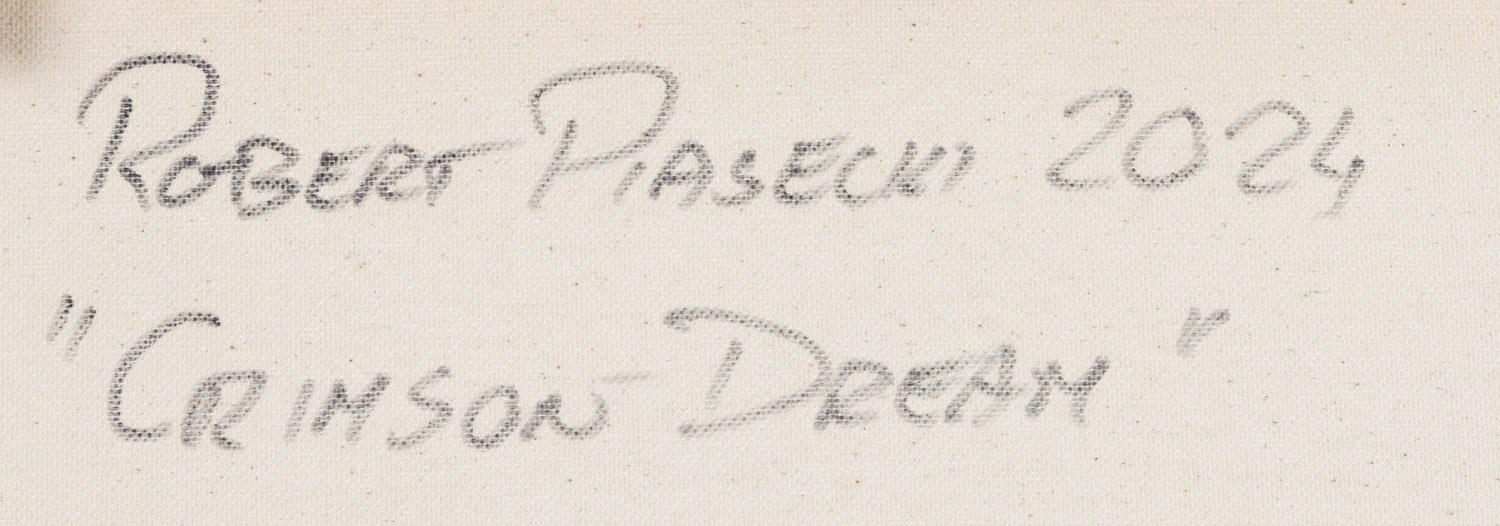 Robert Piasecki 2024
"Crimson Dream"